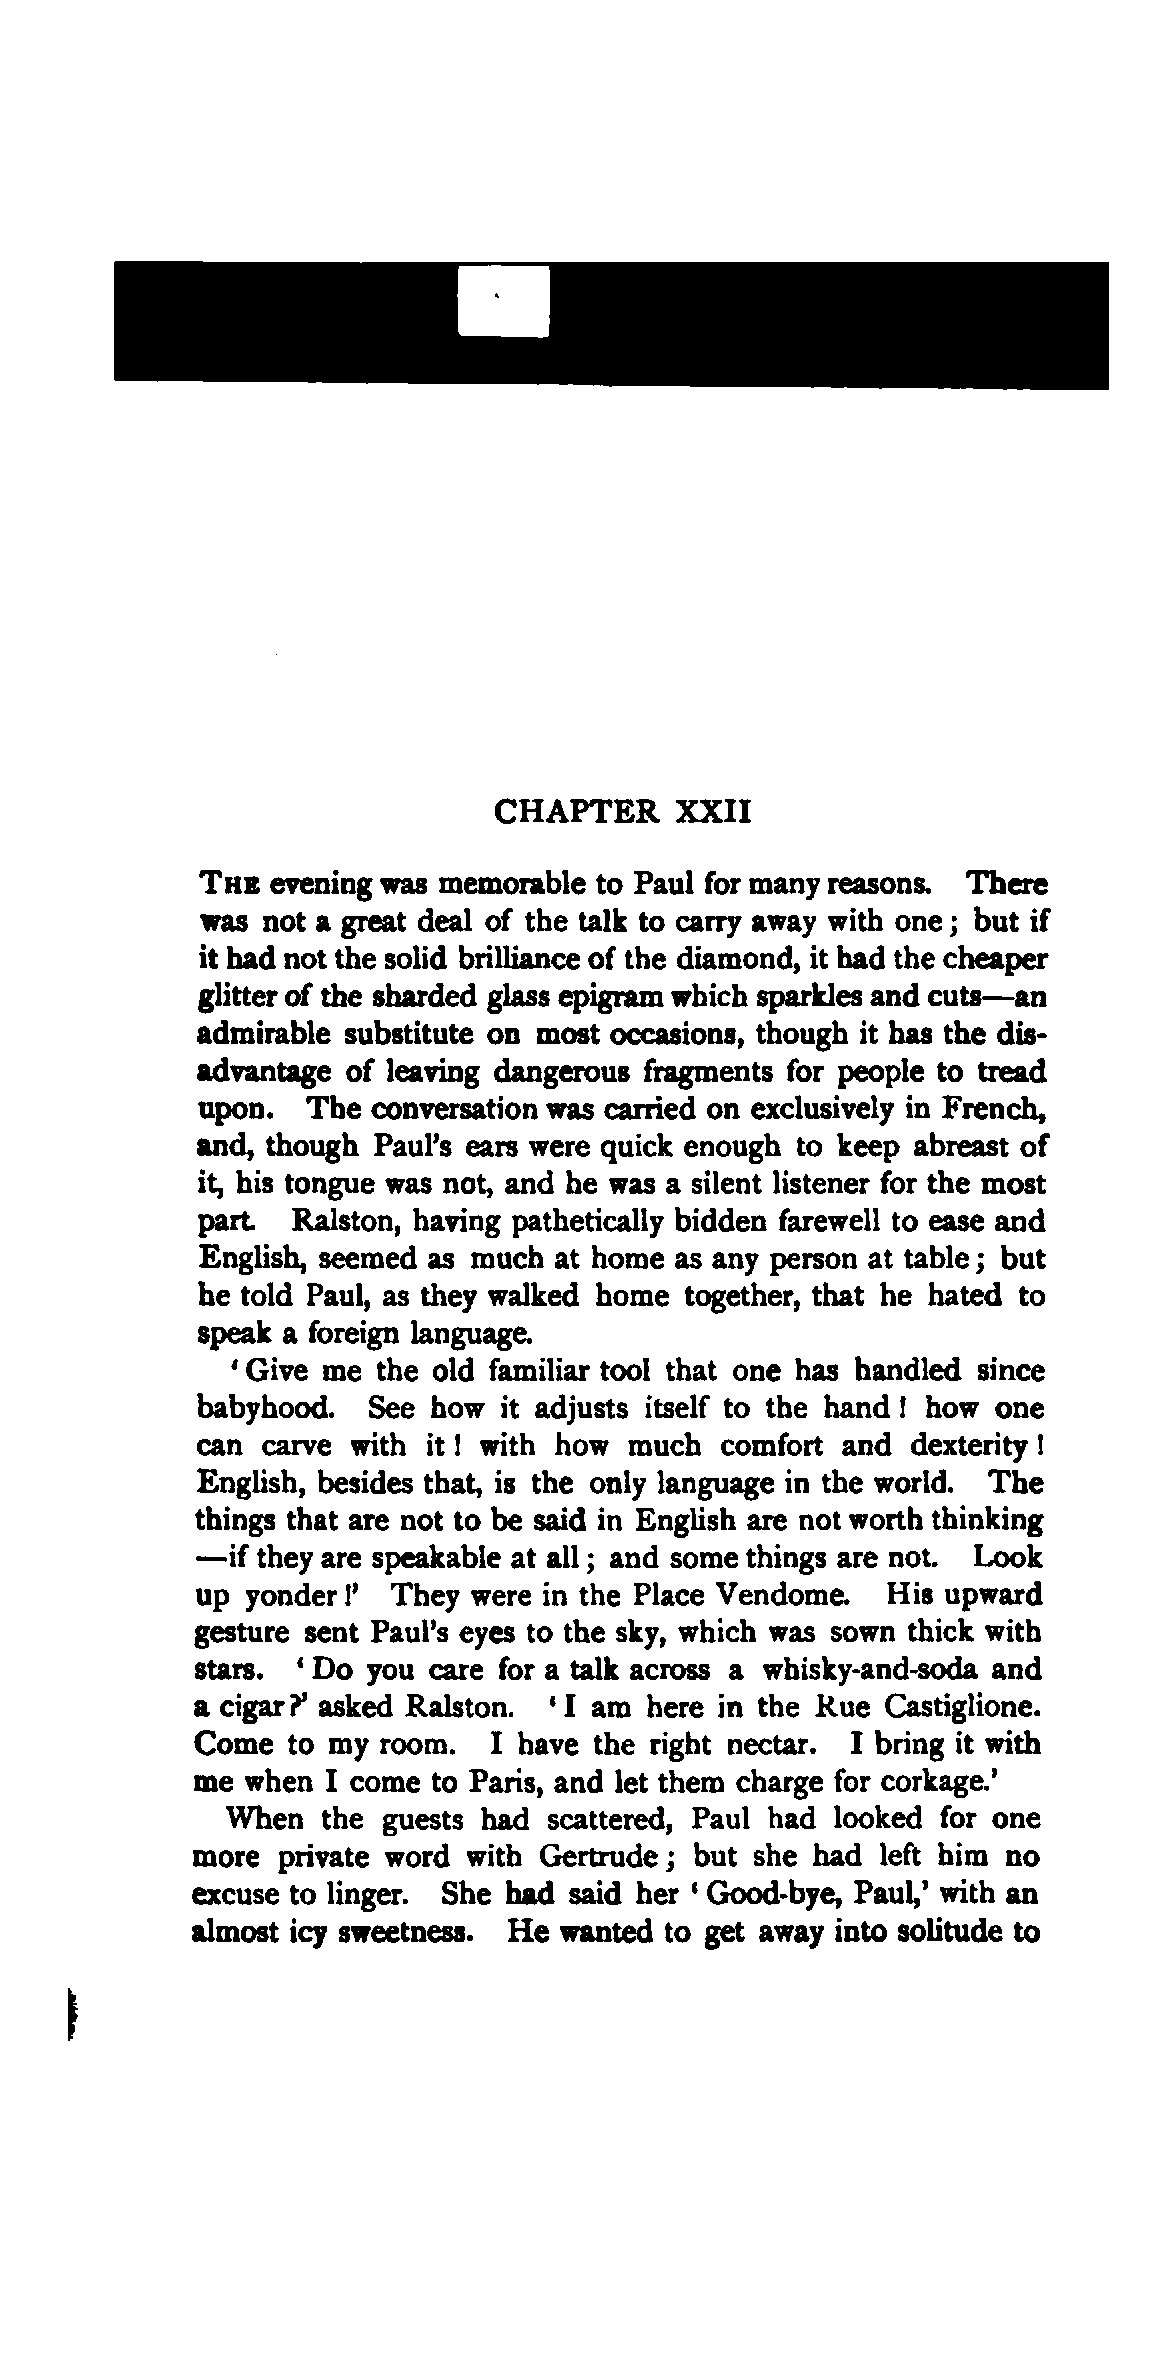 CHAPTER XXII
THE evening was memorable to Paul for many reasons. There
was not a great deal of the talk to carry away with one; but if
it had not the solid brilliance of the diamond, it had the cheaper
glitter of the sharded glass epigram which sparkles and cuts—an
admirable substitute on most occasions, though it has the dis-
advantage of leaving dangerous fragments for people to tread
upon. The conversation was carried on exclusively in French,
and, though Paul's ears were quick enough to keep abreast of
it, his tongue was not, and he was a silent listener for the most
part. Ralston, having pathetically bidden farewell to ease and
English, seemed as much at home as any person at table; but
he told Paul, as they walked home together, that he hated to
speak a foreign language.
'Give me the old familiar tool that one has handled since
babyhood. See how it adjusts itself to the hand! how one
can carve with it! with how much comfort and dexterity!
English, besides that, is the only language in the world. The
things that are not to be said in English are not worth thinking
—if they are speakable at all; and some things are not. Look
up yonder!' They were in the Place Vendome. His upward
gesture sent Paul's eyes to the sky, which was sown thick with
stars. 'Do you care for a talk across a whisky-and-soda and
a cigar?' asked Ralston. 'I am here in the Rue Castiglione.
Come to my room. I have the right nectar. I bring it with
me when I come to Paris, and let them charge for corkage.'
When the guests had scattered, Paul had looked for one
more private word with Gertrude; but she had left him no
excuse to linger. She had said her 'Good-bye, Paul,' with an
almost icy sweetness. He wanted to get away into solitude to